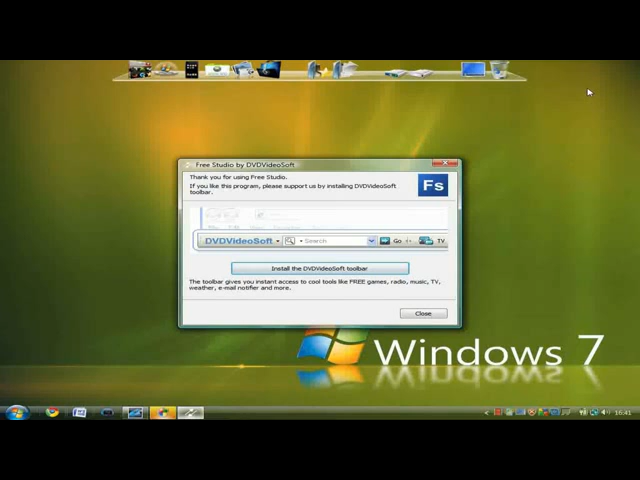 Free Studio by DVDVideoSoft
Thank you for using Free Studio.
If you like this program, please support us by installing DVDVideoSoft
toolbar.
Fs
DVDVideoSoft
Search
Go
TV
Install the DVDVideoSoft toolbar
The toolbar gives you instant access to cool tools like FREE games, radio, music, TV,
weather, e-mail notifier and more.
Close
Windows 7
16:41